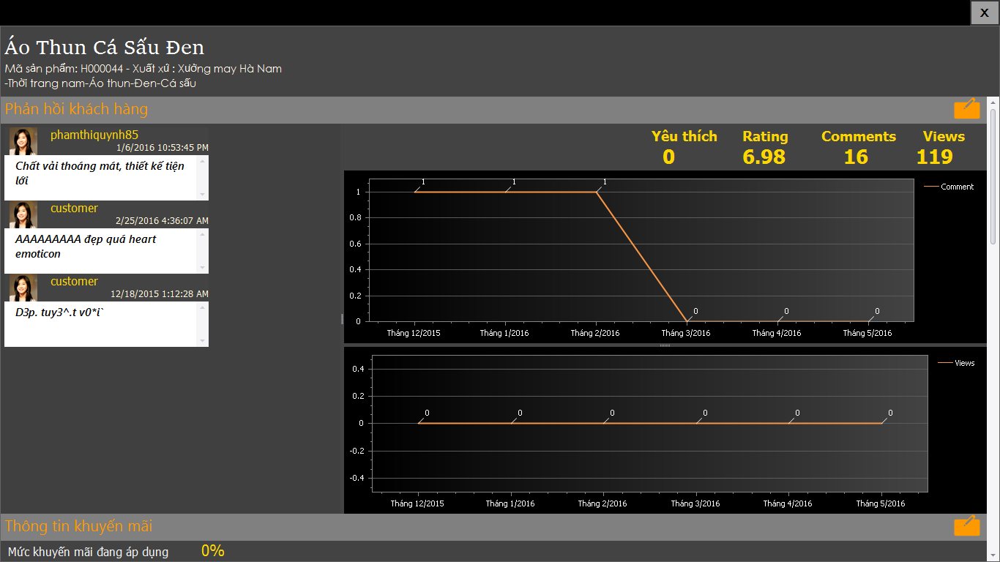 X
Áo Thun Cá Sấu Đen
Mã sản phẩm: H000044 - Xuất xứ : Xưởng may Hà Nam
-Thời trang nam-Áo thun-Đen-Cá sấu
Phản hồi khách hàng
phamthiquynh85
1/6/2016 10:53:45 PM
Chất vải thoáng mát, thiết kế tiện
lới
customer
2/25/2016 4:36:07 AM
AAAAAAAAA đẹp quá heart
emoticon
customer
12/18/2015 1:12:28 AM
D3p. tuy3^.t v0*i`
Yêu thích Rating Comments Views
0 6.98 16 119
1 1 1
Comment
1
0.8
0.6
0.4
0.2
0 0 0
0
Tháng 12/2015 Tháng 1/2016 Tháng 2/2016 Tháng 3/2016 Tháng 4/2016 Tháng 5/2016
Views
0.4
0.2
0 0 0 0 0 0
0
-0.2
-0.4
Tháng 12/2015 Tháng 1/2016 Tháng 2/2016 Tháng 3/2016 Tháng 4/2016 Tháng 5/2016
Thông tin khuyến mãi
Mức khuyến mãi đang áp dụng 0%